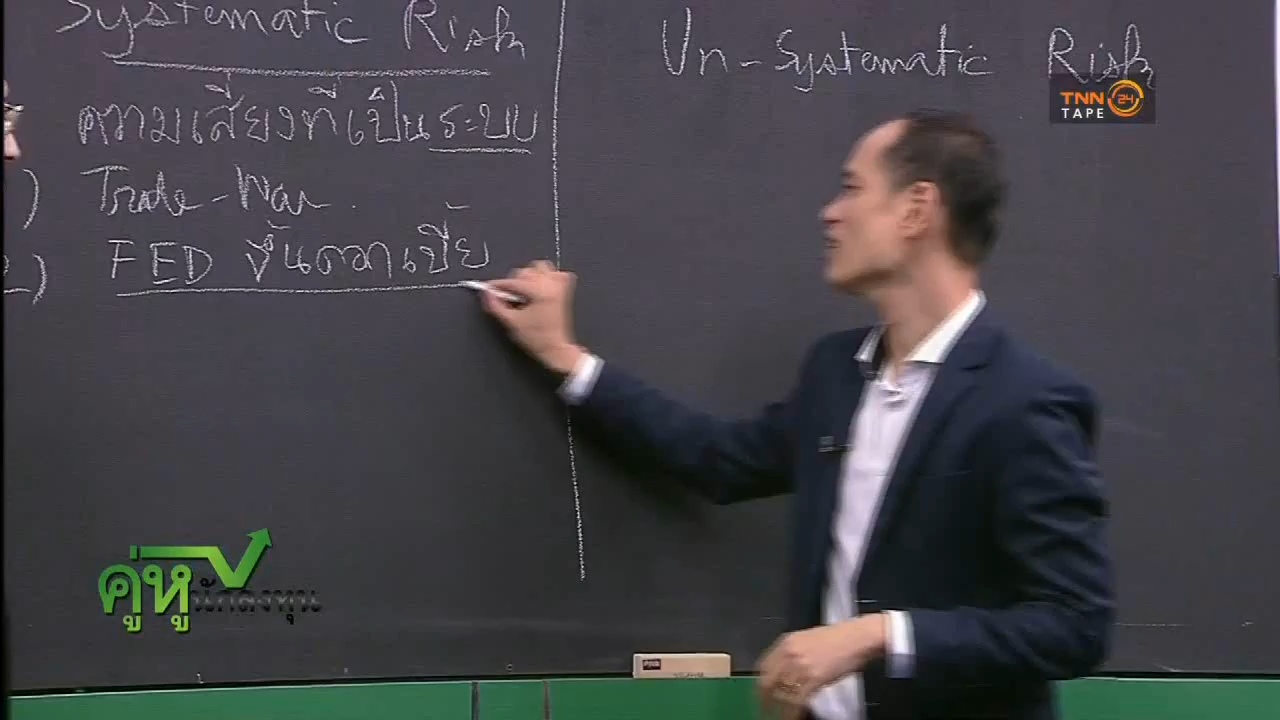 Systematic Risk
ความเสี่ยงที่เป็นระบบ
1) Trade-War.
2) FED ขึ้นดอกเบี้ย
Un-Systematic Risk
TNN 24
TAPE
คู่หู
นักลงทุน